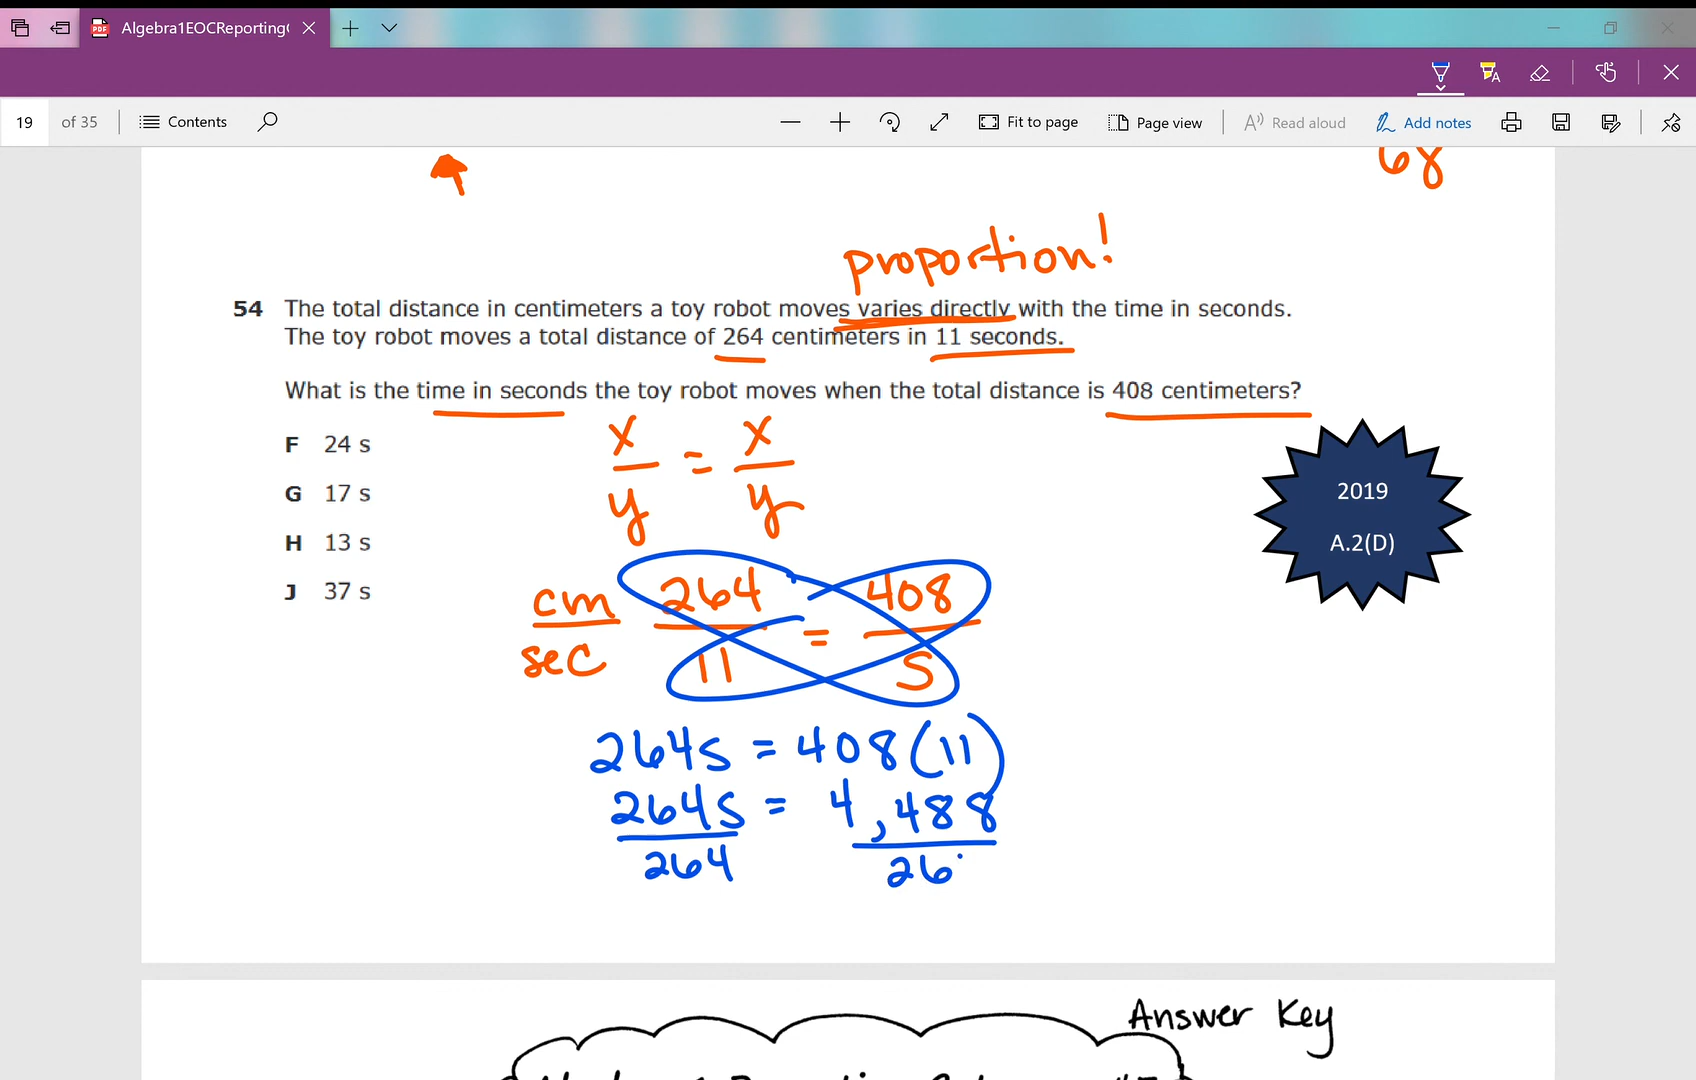 Algebra1EOCReporting(
19 of 35 Contents Fit to page Page view Read aloud Add notes
68
proportion!
54 The total distance in centimeters a toy robot moves varies directly with the time in seconds.
The toy robot moves a total distance of 264 centimeters in 11 seconds.
What is the time in seconds the toy robot moves when the total distance is 408 centimeters?
F 24 s
G 17 s
H 13 s
J 37 s
x/y = x/y
2019
A.2(D)
cm/sec 264/11 = 408/s
264s = 408(11)
264s = 4,488
264 26
Answer Key